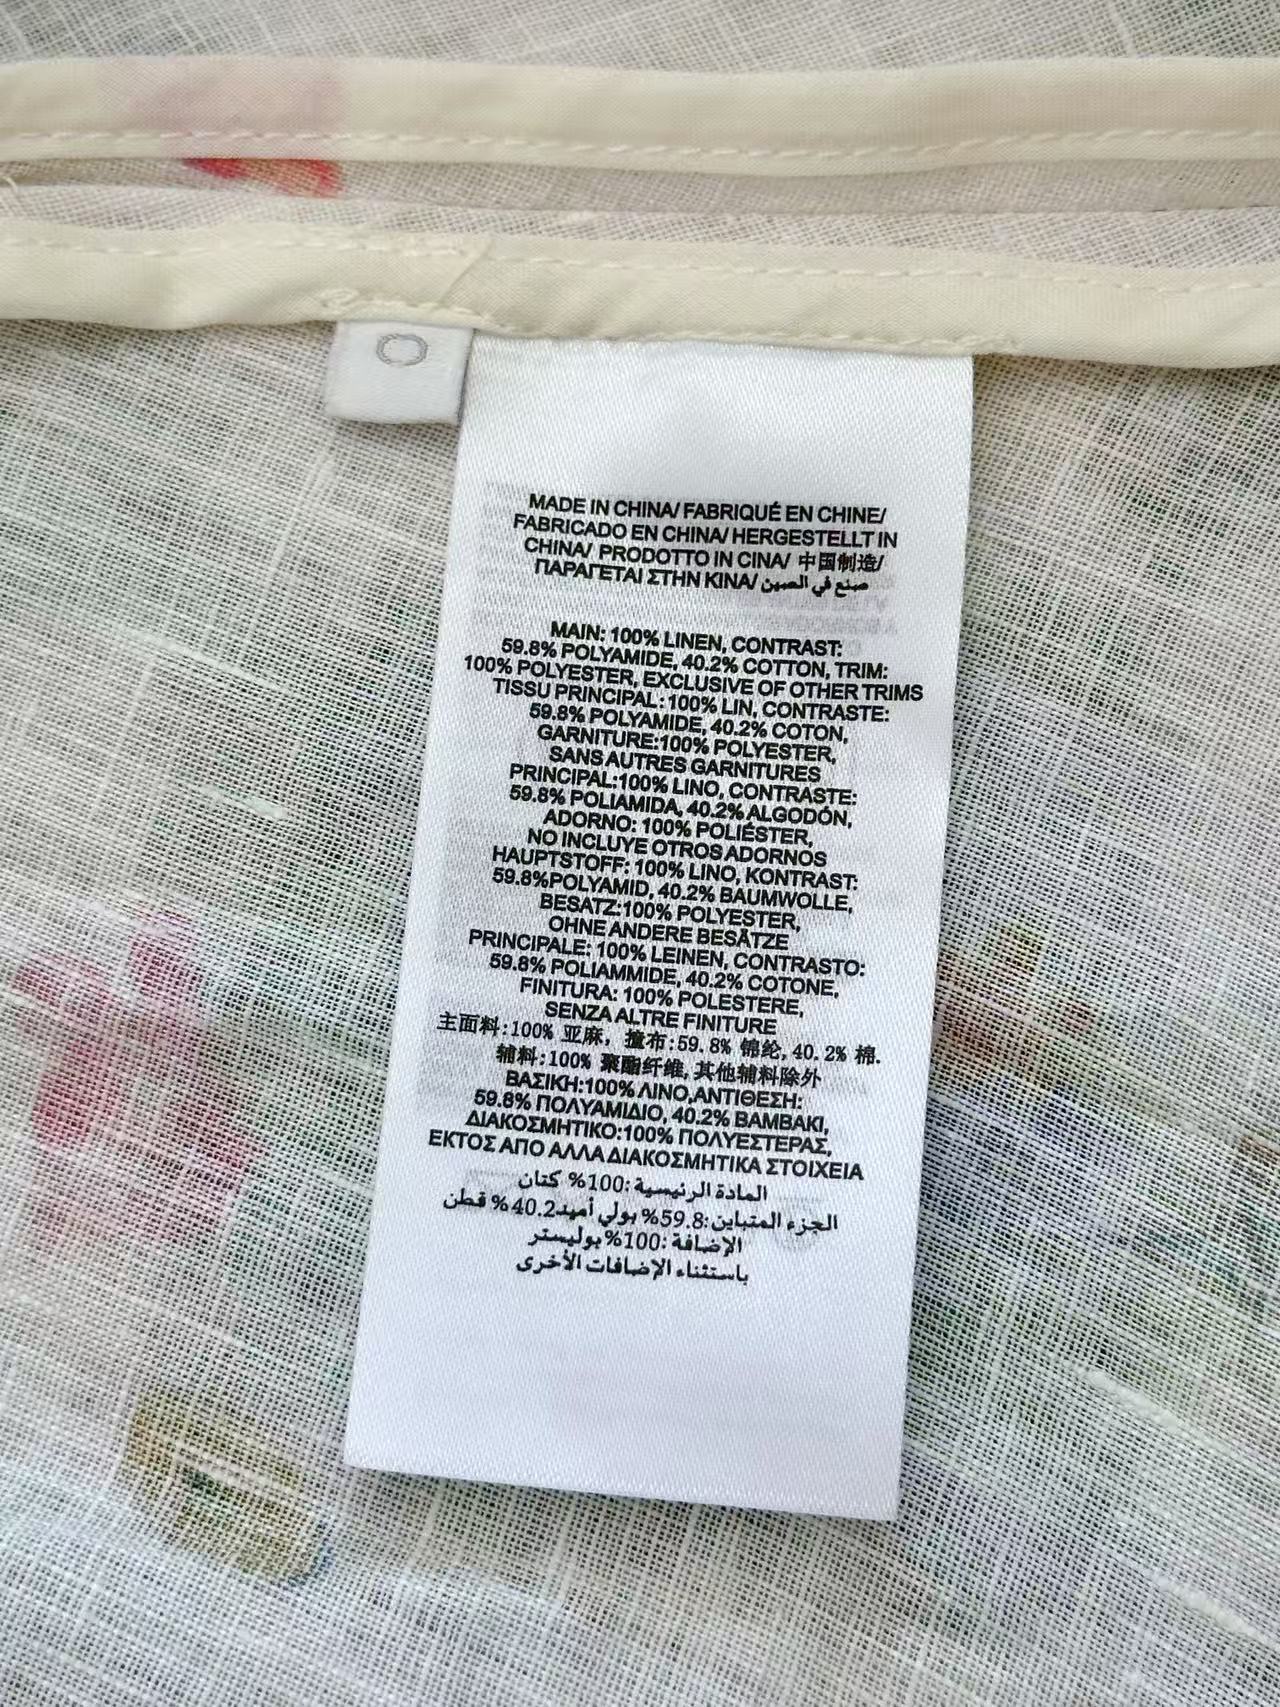 0
MADE IN CHINA/ FABRIQUÉ EN CHINE/
FABRICADO EN CHINA/ HERGESTELLT IN
CHINA/ PRODOTTO IN CINA/ 中国制造/
ΠΑΡΑΓΕΤΑΙ ΣΤΗΝ ΚΙΝΑ/ صنع في الصين
MAIN: 100% LINEN, CONTRAST:
59.8% POLYAMIDE, 40.2% COTTON, TRIM:
100% POLYESTER, EXCLUSIVE OF OTHER TRIMS
TISSU PRINCIPAL: 100% LIN, CONTRASTE:
59.8% POLYAMIDE, 40.2% COTON,
GARNITURE:100% POLYESTER,
SANS AUTRES GARNITURES
PRINCIPAL:100% LINO, CONTRASTE:
59.8% POLIAMIDA, 40.2% ALGODÓN,
ADORNO: 100% POLIÉSTER,
NO INCLUYE OTROS ADORNOS
HAUPTSTOFF: 100% LINO, KONTRAST:
59.8%POLYAMID, 40.2% BAUMWOLLE,
BESATZ:100% POLYESTER,
OHNE ANDERE BESÄTZE
PRINCIPALE: 100% LEINEN, CONTRASTO:
59.8% POLIAMMIDE, 40.2% COTONE,
FINITURA: 100% POLESTERE,
SENZA ALTRE FINITURE
主面料:100% 亚麻, 撞布:59.8% 锦纶,40.2% 棉.
辅料:100% 聚酯纤维,其他辅料除外
ΒΑΣΙΚΗ:100% ΛΙΝΟ,ΑΝΤΙΘΕΣΗ:
59.8% ΠΟΛΥΑΜΙΔΙΟ, 40.2% ΒΑΜΒΑΚΙ,
ΔΙΑΚΟΣΜΗΤΙΚΟ:100% ΠΟΛΥΕΣΤΕΡΑΣ,
ΕΚΤΟΣ ΑΠΟ ΑΛΛΑ ΔΙΑΚΟΣΜΗΤΙΚΑ ΣΤΟΙΧΕΙΑ
المادة الرئيسية: 100% كتان
الجزء المتباين: 59.8% بولي أميد 40.2% قطن
الإضافة: 100% بوليستر
باستثناء الإضافات الأخرى